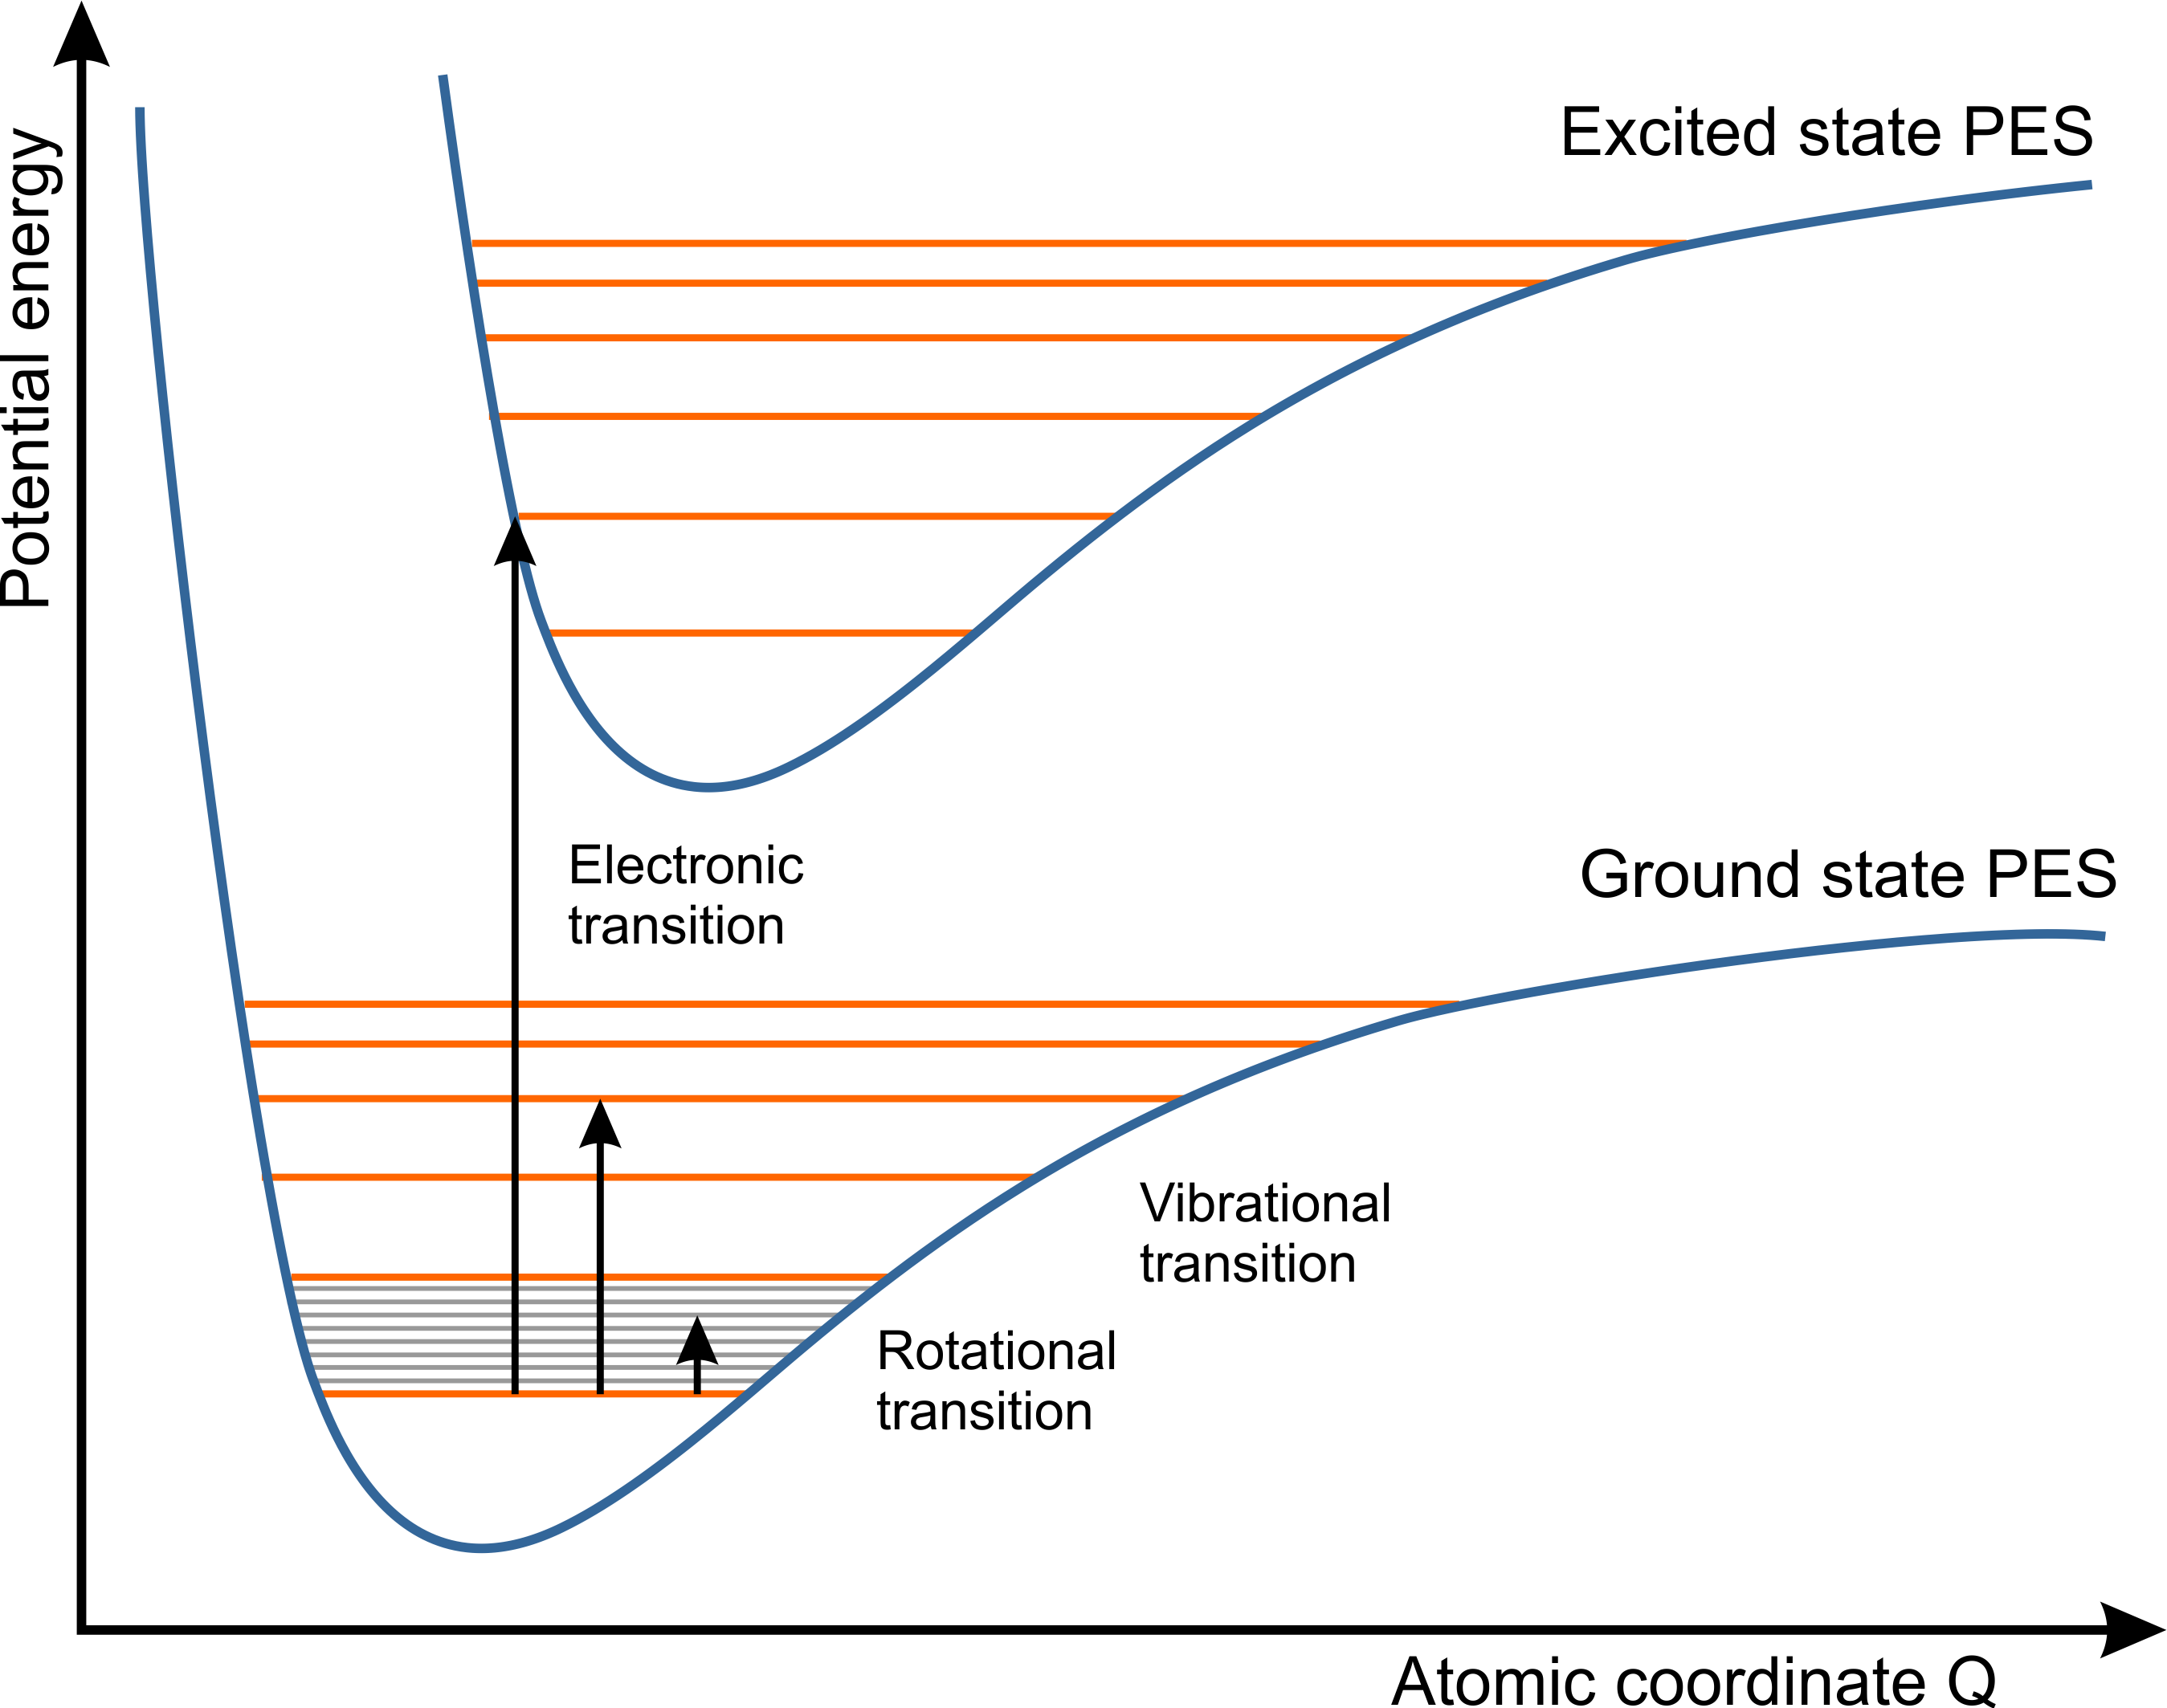 Potential energy
Excited state PES
Electronic
transition
Ground state PES
Vibrational
transition
Rotational
transition
Atomic coordinate Q